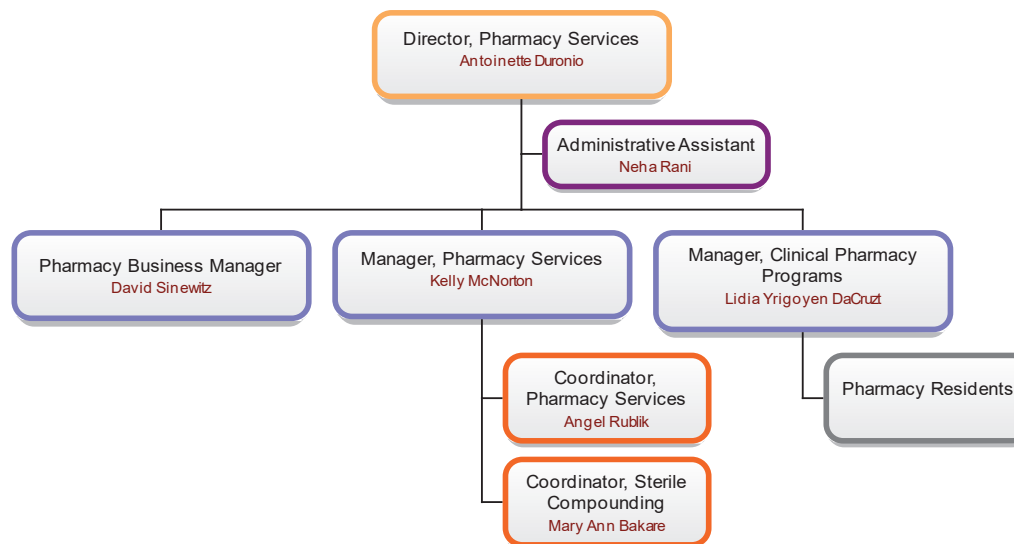 Director, Pharmacy Services
Antoinette Duronio
Administrative Assistant
Neha Rani
Pharmacy Business Manager
David Sinewitz
Manager, Pharmacy Services
Kelly McNorton
Manager, Clinical Pharmacy
Programs
Lidia Yrigoyen DaCruzt
Coordinator,
Pharmacy Services
Angel Rublik
Pharmacy Residents
Coordinator, Sterile
Compounding
Mary Ann Bakare